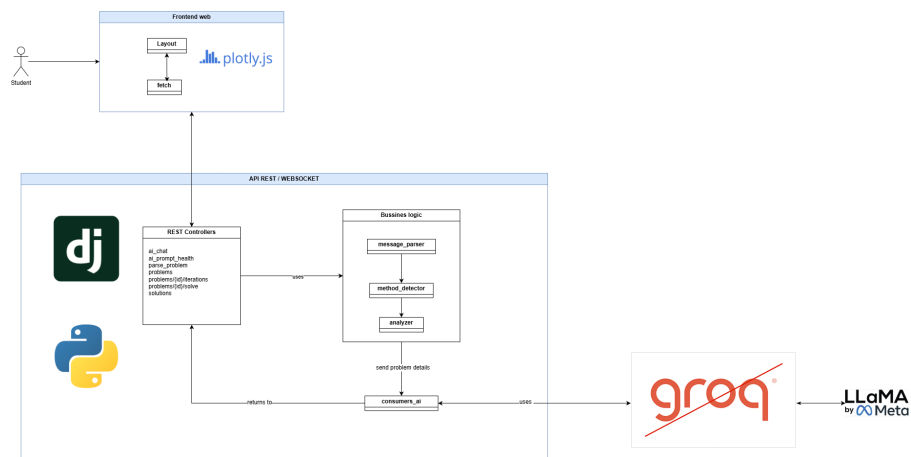 Frontend web
Layout
plotly.js
fetch
Student
API REST / WEBSOCKET
dj
REST Controllers
ai_chat
ai_prompt_health
parse_problem
problems
problems/{id}/iterations
problems/{id}/solve
solutions
uses
Bussines logic
message_parser
method_detector
analyzer
send problem details
consumers_ai
returns to
uses
groq
LLaMA
by Meta